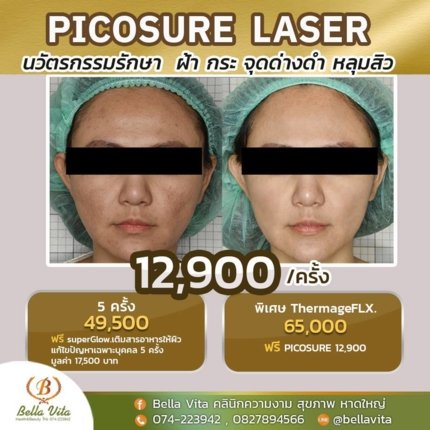 PICOSURE LASER
นวัตรกรรมรักษา ฝ้า กระ จุดด่างดำ หลุมสิว
12,900 /ครั้ง
5 ครั้ง
49,500
ฟรี superGlow.เติมสารอาหารให้ผิว
แก้ไขปัญหาเฉพาะบุคคล 5 ครั้ง
มูลค่า 17,500 บาท
พิเศษ ThermageFLX.
65,000
ฟรี PICOSURE 12,900
B
Bella Vita
Bella Vita คลินิกความงาม สุขภาพ หาดใหญ่
074-223942 , 0827894566
LINE @bellavita